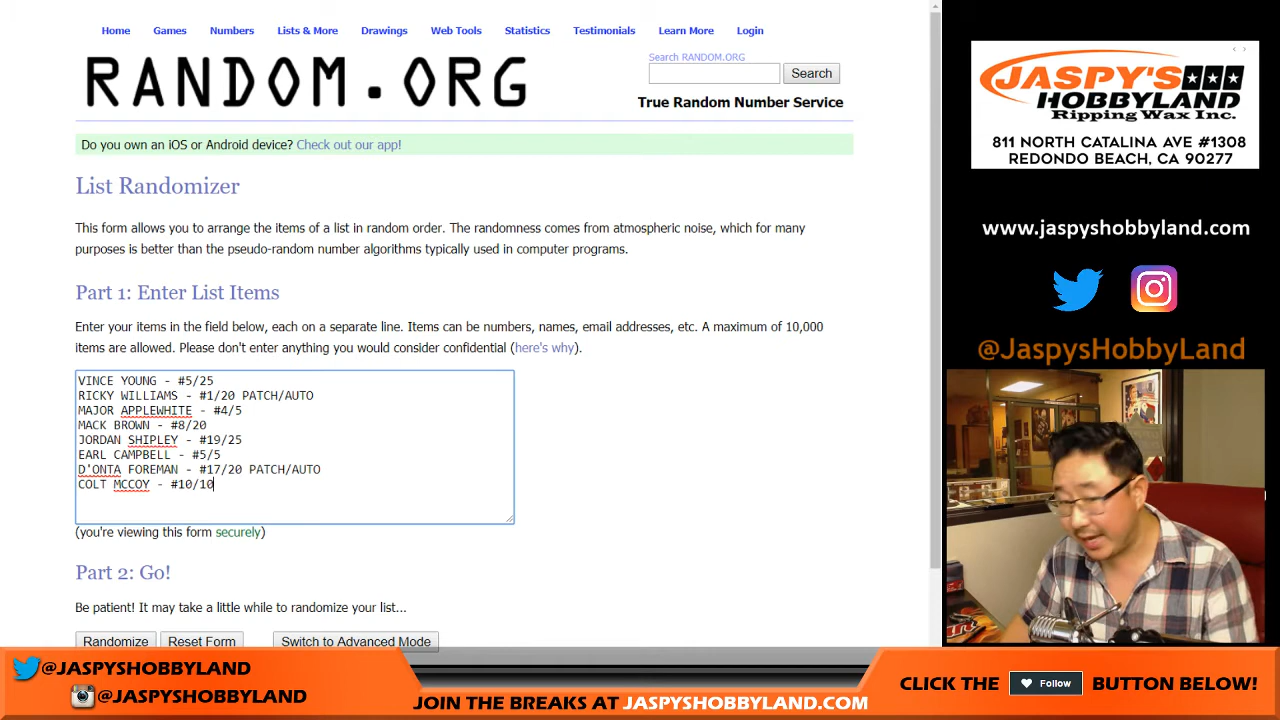 Home Games Numbers Lists & More Drawings Web Tools Statistics Testimonials Learn More Login
RANDOM.ORG
Search RANDOM.ORG
Search
True Random Number Service
Do you own an iOS or Android device? Check out our app!
List Randomizer
This form allows you to arrange the items of a list in random order. The randomness comes from atmospheric noise, which for many
purposes is better than the pseudo-random number algorithms typically used in computer programs.
Part 1: Enter List Items
Enter your items in the field below, each on a separate line. Items can be numbers, names, email addresses, etc. A maximum of 10,000
items are allowed. Please don't enter anything you would consider confidential (here's why).
VINCE YOUNG - #5/25
RICKY WILLIAMS - #1/20 PATCH/AUTO
MAJOR APPLEWHITE - #4/5
MACK BROWN - #8/20
JORDAN SHIPLEY - #19/25
EARL CAMPBELL - #5/5
D'ONTA FOREMAN - #17/20 PATCH/AUTO
COLT MCCOY - #10/10
(you're viewing this form securely)
Part 2: Go!
Be patient! It may take a little while to randomize your list...
Randomize Reset Form Switch to Advanced Mode
JASPY'S
HOBBYLAND
Ripping Wax Inc.
811 NORTH CATALINA AVE #1308
REDONDO BEACH, CA 90277
www.jaspyshobbyland.com
@JaspysHobbyLand
@JASPYSHOBBYLAND
@JASPYSHOBBYLAND
JOIN THE BREAKS AT JASPYSHOBBYLAND.COM
CLICK THE Follow BUTTON BELOW!